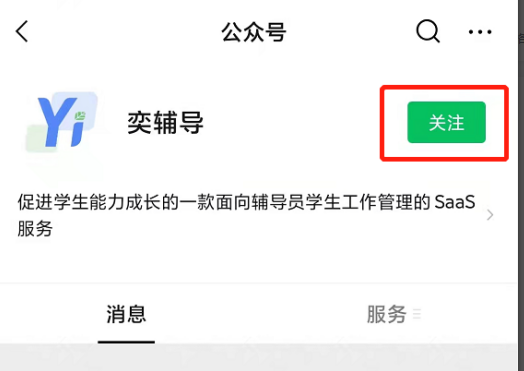 公众号
Yi
奕辅导
关注
促进学生能力成长的一款面向辅导员学生工作管理的 SaaS
服务
消息
服务